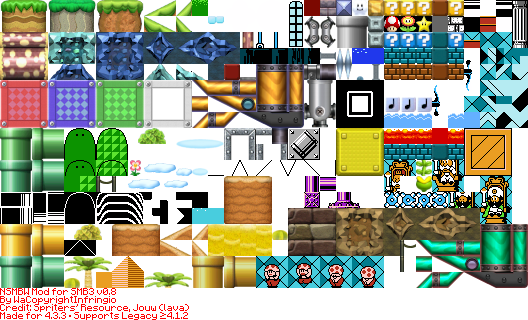 NSMBW Mod for SMB3 v0.8
By WaCopyrightInfringio
Credit: Spriters' Resource, Jouw (lava)
Made for 4.3.3 • Supports Legacy ≥4.1.2